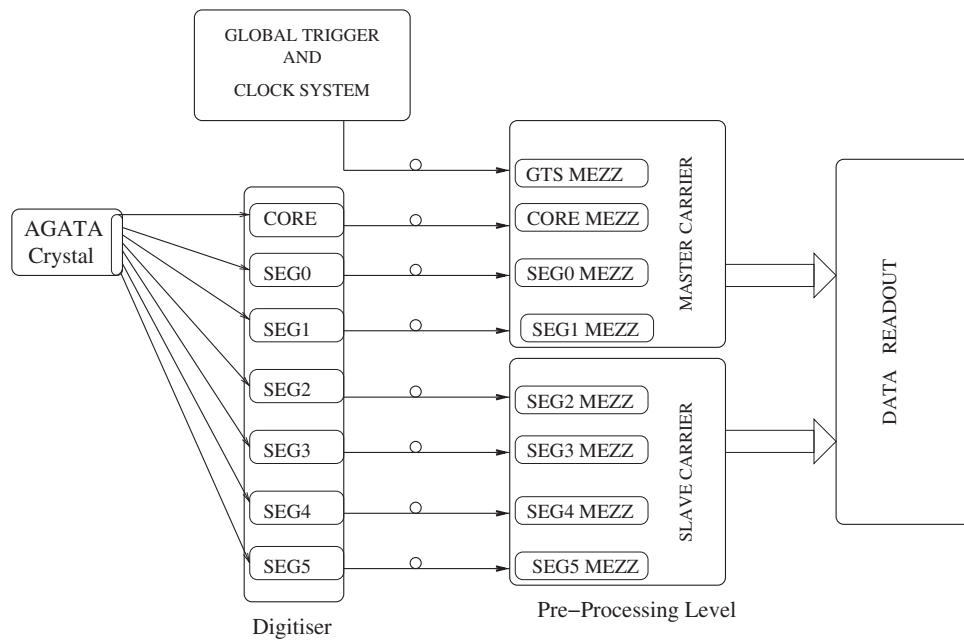 GLOBAL TRIGGER
AND
CLOCK SYSTEM
AGATA
Crystal
CORE
SEG0
SEG1
SEG2
SEG3
SEG4
SEG5
Digitiser
GTS MEZZ
CORE MEZZ
SEG0 MEZZ
SEG1 MEZZ
MASTER CARRIER
SEG2 MEZZ
SEG3 MEZZ
SEG4 MEZZ
SEG5 MEZZ
SLAVE CARRIER
Pre−Processing Level
DATA READOUT